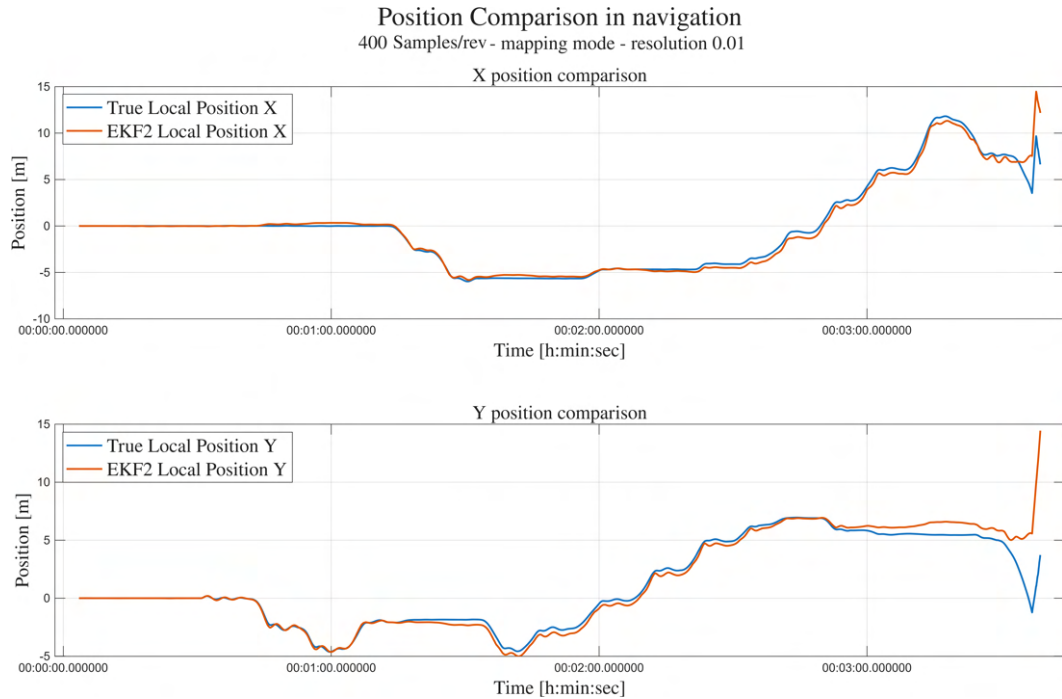 Position Comparison in navigation
400 Samples/rev - mapping mode - resolution 0.01
X position comparison
15
True Local Position X
EKF2 Local Position X
10
5
0
-5
-10
Position [m]
00:00:00.000000 00:01:00.000000 00:02:00.000000 00:03:00.000000
Time [h:min:sec]
Y position comparison
15
True Local Position Y
EKF2 Local Position Y
10
5
0
-5
Position [m]
00:00:00.000000 00:01:00.000000 00:02:00.000000 00:03:00.000000
Time [h:min:sec]